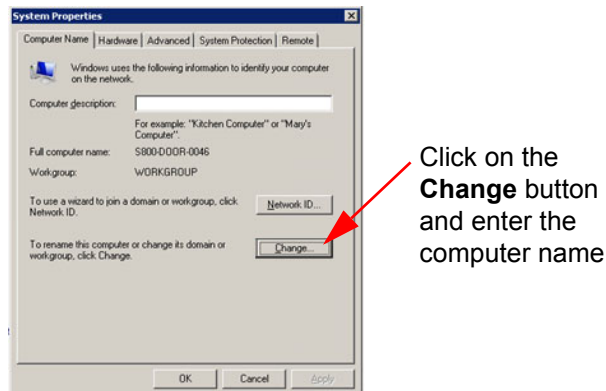 System Properties
Computer Name Hardware Advanced System Protection Remote
Windows uses the following information to identify your computer
on the network.
Computer description:
For example: "Kitchen Computer" or "Mary's
Computer".
Full computer name: S800-DOOR-0046
Workgroup: WORKGROUP
To use a wizard to join a domain or workgroup, click
Network ID.
Network ID...
To rename this computer or change its domain or
workgroup, click Change.
Change...
OK Cancel Apply
Click on the
Change button
and enter the
computer name